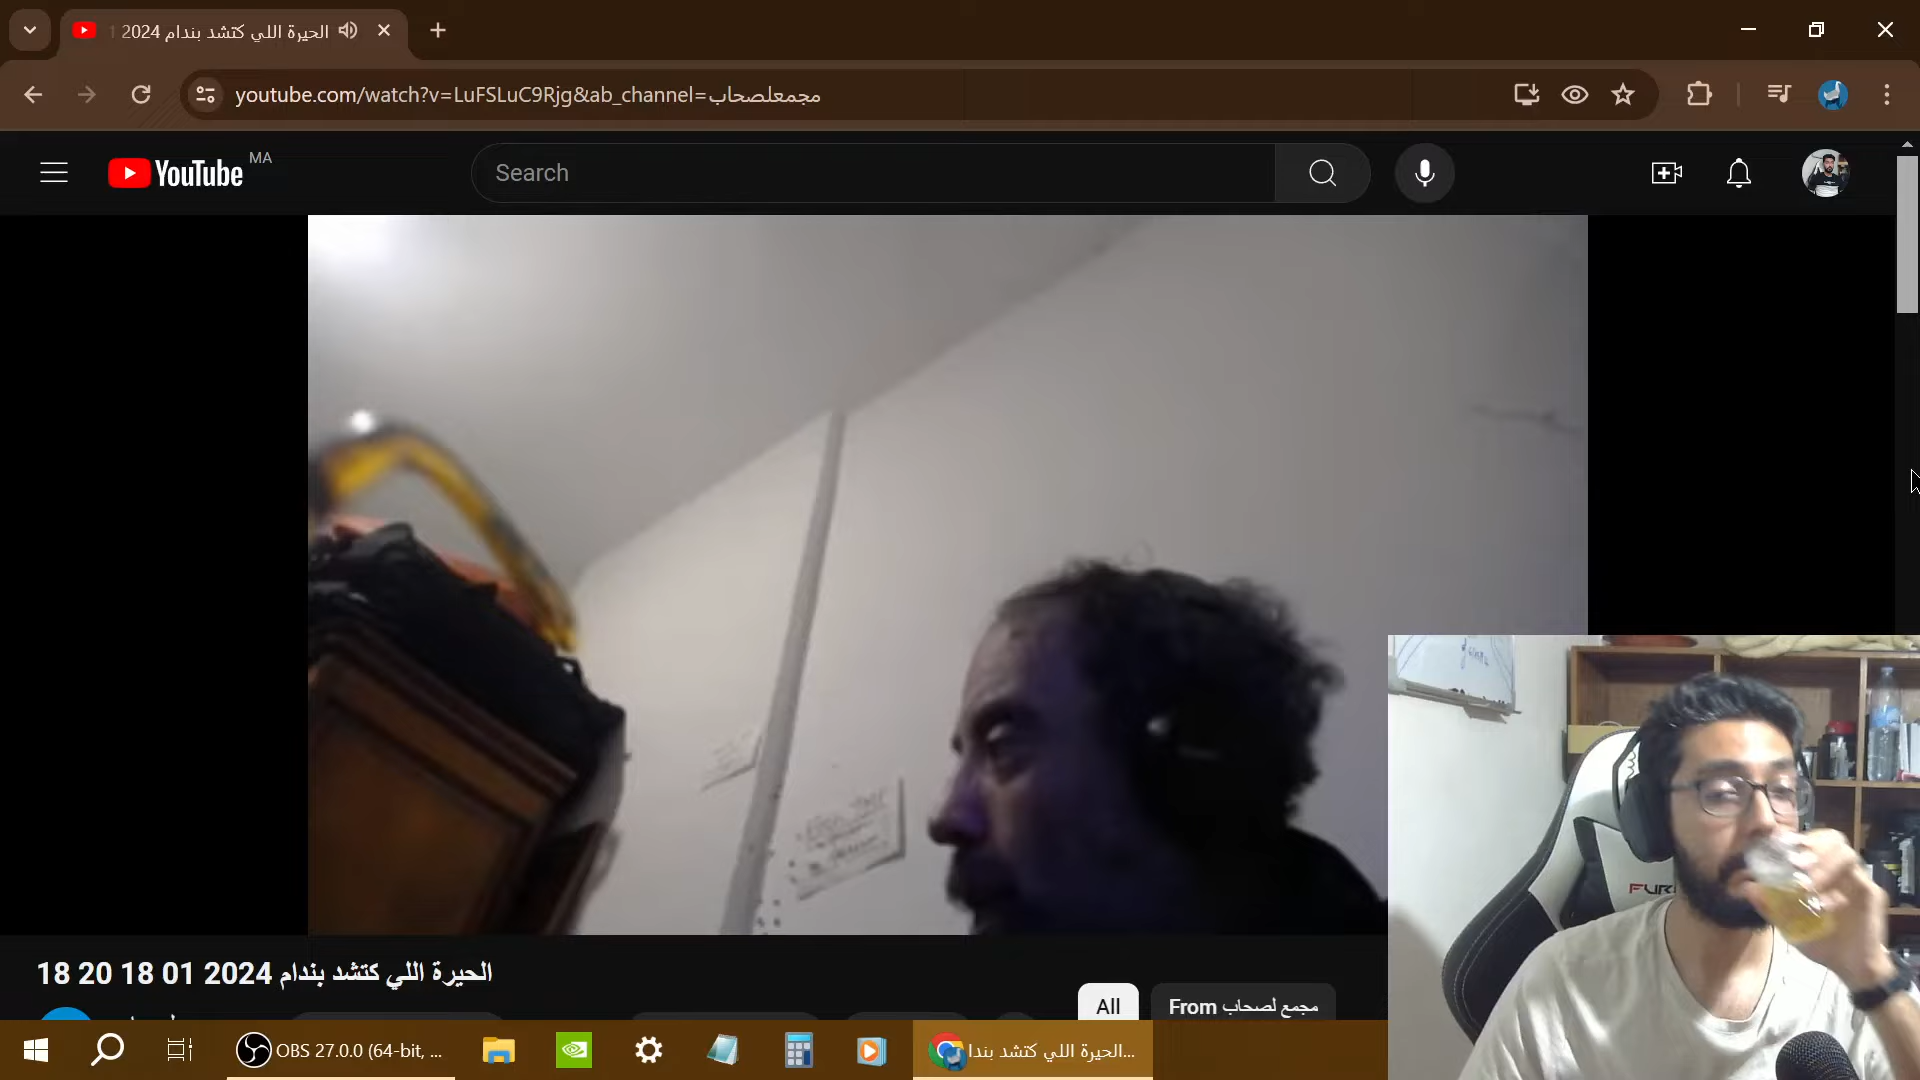 الحيرة اللي كتشد بندام 2024
youtube.com/watch?v=LuFSLuC9Rjg&ab_channel=مجمعلصحاب
YouTube MA
Search
FUR
الحيرة اللي كتشد بندام 2024 01 18 20 18
All
From مجمع لصحاب
OBS 27.0.0 (64-bit, ...
الحيرة اللي كتشد بندا...